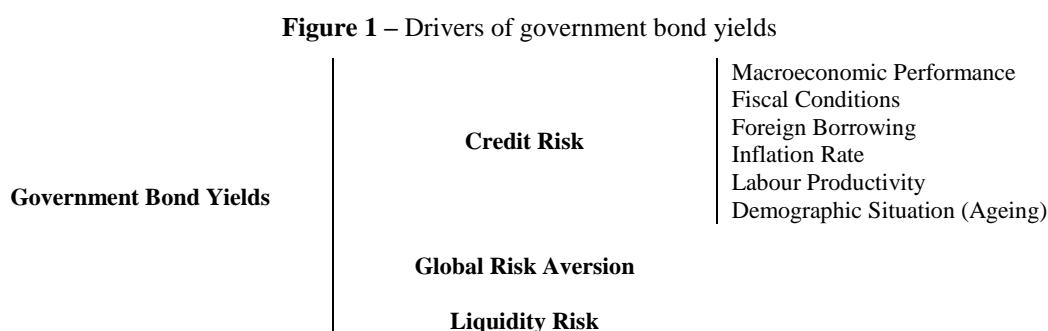 Figure 1 – Drivers of government bond yields
Macroeconomic Performance
Fiscal Conditions
Credit Risk
Foreign Borrowing
Inflation Rate
Labour Productivity
Government Bond Yields
Demographic Situation (Ageing)
Global Risk Aversion
Liquidity Risk